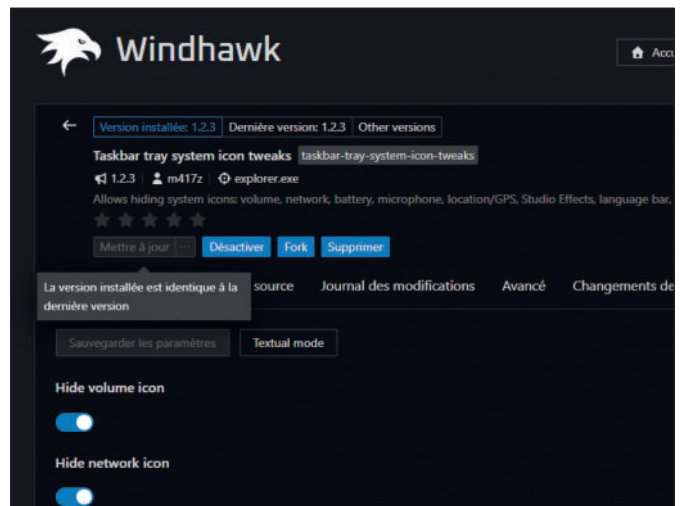 Windhawk
Version installée: 1.2.3 Dernière version: 1.2.3 Other versions
Taskbar tray system icon tweaks taskbar-tray-system-icon-tweaks
1.2.3 m417z explorer.exe
Allows hiding system icons: volume, network, battery, microphone, location/GPS, Studio Effects, language bar,
Mettre à jour ... Désactiver Fork Supprimer
La version installée est identique à la
dernière version
source Journal des modifications Avancé Changements de
Sauvegarder les paramètres Textual mode
Hide volume icon
Hide network icon